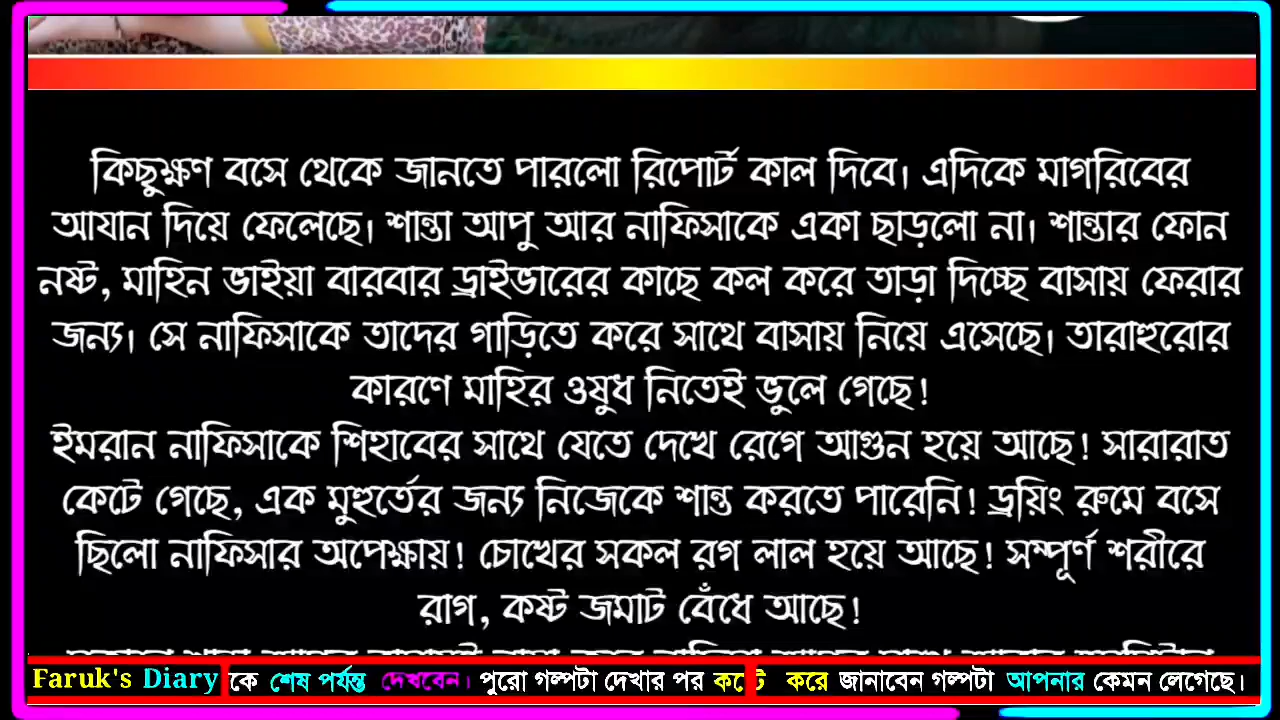 কিছুক্ষণ বসে থেকে জানতে পারলো রিপোর্ট কাল দিবে। এদিকে মাগরিবের
আযান দিয়ে ফেলেছে। শান্তা আপু আর নাফিসাকে একা ছাড়লো না। শান্তার ফোন
নষ্ট, মাহিন ভাইয়া বারবার ড্রাইভারের কাছে কল করে তাড়া দিচ্ছে বাসায় ফেরার
জন্য। সে নাফিসাকে তাদের গাড়িতে করে সাথে বাসায় নিয়ে এসেছে। তারাহুরোর
কারণে মাহির ওষুধ নিতেই ভুলে গেছে!
ইমরান নাফিসাকে শিহাবের সাথে যেতে দেখে রেগে আগুন হয়ে আছে! সারারাত
কেটে গেছে, এক মুহুর্তের জন্য নিজেকে শান্ত করতে পারেনি! ড্রয়িং রুমে বসে
ছিলো নাফিসার অপেক্ষায়! চোখের সকল রগ লাল হয়ে আছে! সম্পূর্ণ শরীরে
রাগ, কষ্ট জমাট বেঁধে আছে!
Faruk's Diary কে শেষ পর্যন্ত দেখবেন। পুরো গল্পটা দেখার পর করে জানাবেন গল্পটা আপনার কেমন লেগেছে।